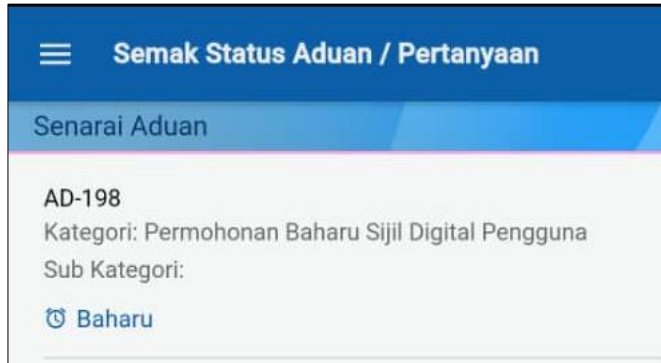 Semak Status Aduan / Pertanyaan
Senarai Aduan
AD-198
Kategori: Permohonan Baharu Sijil Digital Pengguna
Sub Kategori:
Baharu